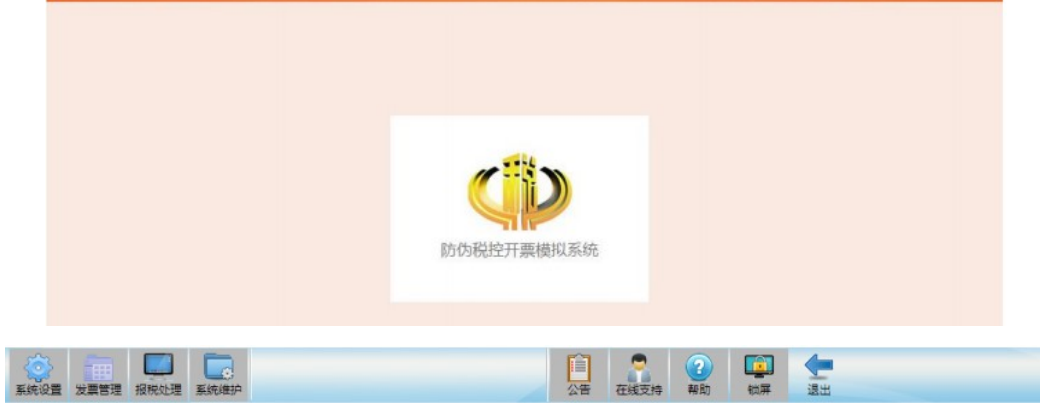 税
防伪税控开票模拟系统
系统设置 发票管理 报税处理 系统维护 公告 在线支持 帮助 锁屏 退出